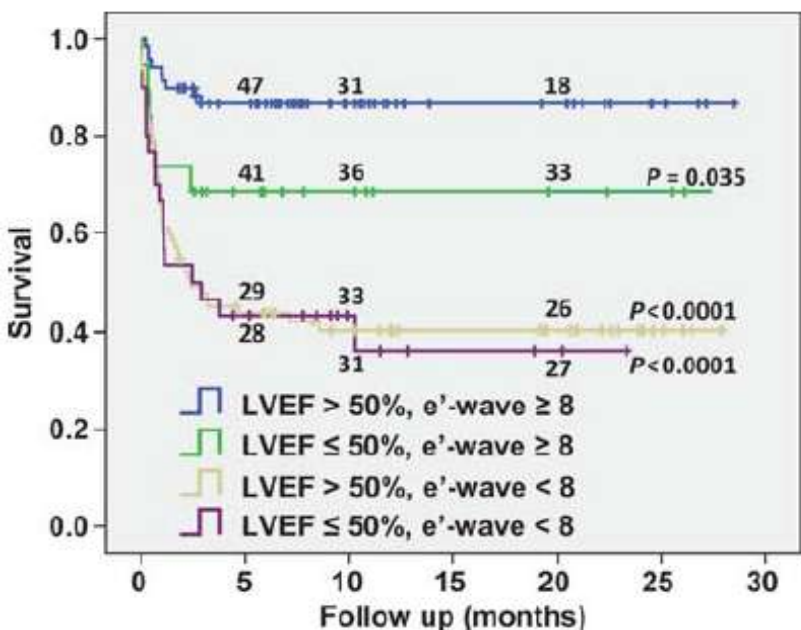 1.0
47 31 18
0.8
41 36 33 P = 0.035
0.6
29 33 26 P<0.0001
0.4
28 31 27 P<0.0001
LVEF > 50%, e'-wave ≥ 8
0.2
LVEF ≤ 50%, e'-wave ≥ 8
LVEF > 50%, e'-wave < 8
0.0
LVEF ≤ 50%, e'-wave < 8
Survival
0 5 10 15 20 25 30
Follow up (months)